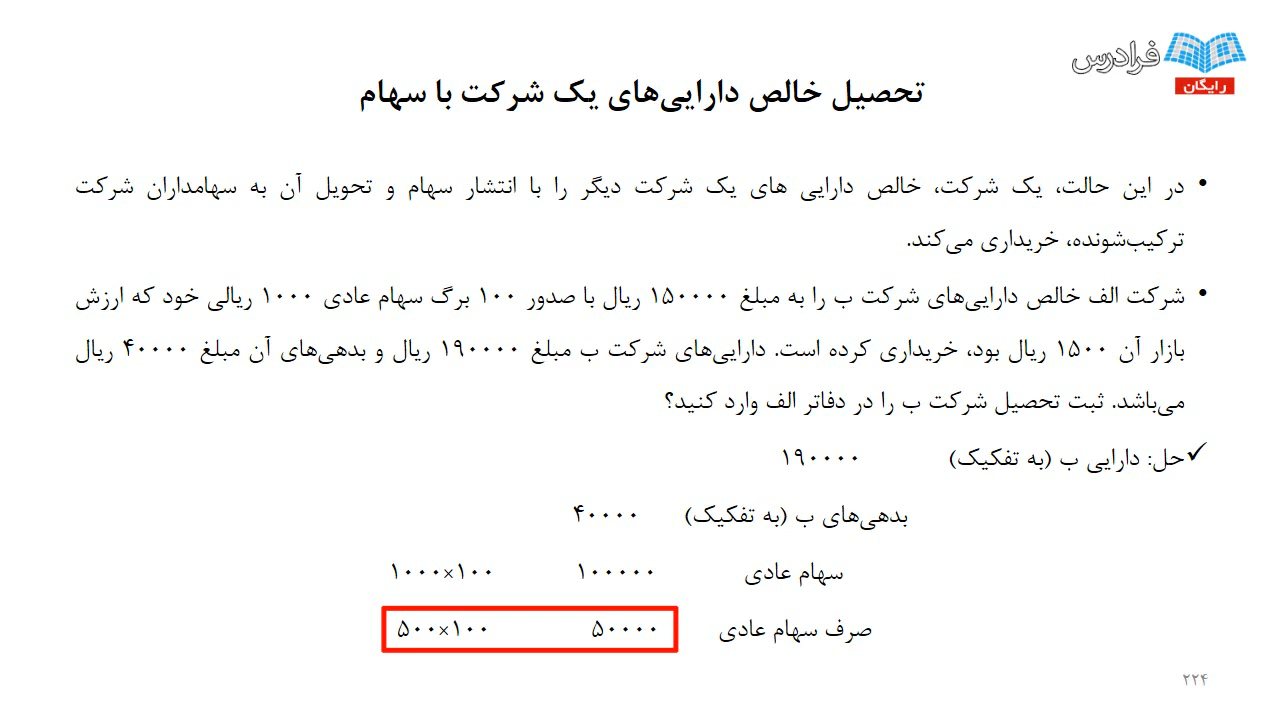 فرادرس
رایگان
تحصیل خالص دارایی‌های یک شرکت با سهام
• در این حالت، یک شرکت، خالص دارایی های یک شرکت دیگر را با انتشار سهام و تحویل آن به سهامداران شرکت
ترکیب‌شونده، خریداری می‌کند.
• شرکت الف خالص دارایی‌های شرکت ب را به مبلغ ۱۵۰۰۰۰ ریال با صدور ۱۰۰ برگ سهام عادی ۱۰۰۰ ریالی خود که ارزش
بازار آن ۱۵۰۰ ریال بود، خریداری کرده است. دارایی‌های شرکت ب مبلغ ۱۹۰۰۰۰ ریال و بدهی‌های آن مبلغ ۴۰۰۰۰ ریال
می‌باشد. ثبت تحصیل شرکت ب را در دفاتر الف وارد کنید؟
✓حل: دارایی ب (به تفکیک) ۱۹۰۰۰۰
بدهی‌های ب (به تفکیک) ۴۰۰۰۰
سهام عادی ۱۰۰۰۰۰ ۱۰۰۰×۱۰۰
صرف سهام عادی ۵۰۰۰۰ ۵۰۰×۱۰۰
۲۲۴